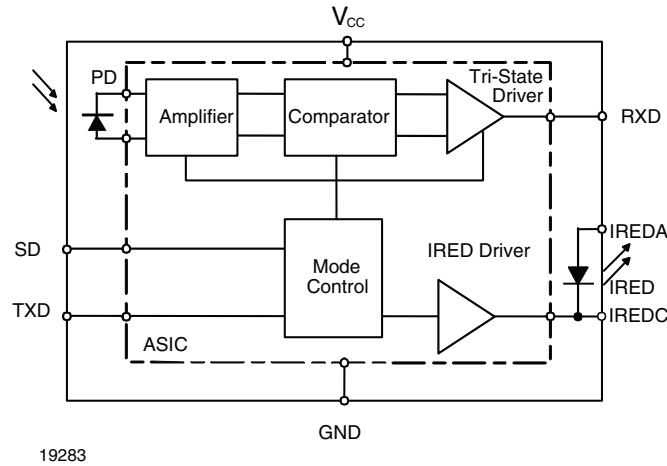 VCC
PD
Amplifier
Comparator
Tri-State
Driver
RXD
SD
TXD
Mode
Control
IRED Driver
IREDA
IRED
IREDC
ASIC
GND
19283